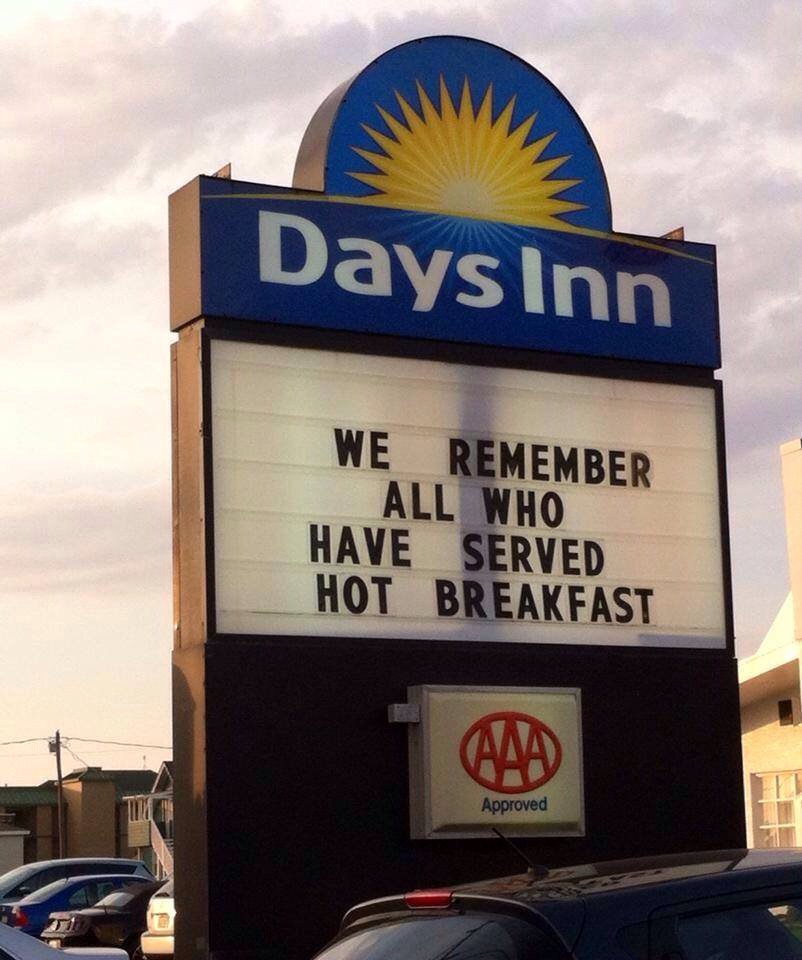 Days Inn
WE REMEMBER
ALL WHO
HAVE SERVED
HOT BREAKFAST
AAA
Approved